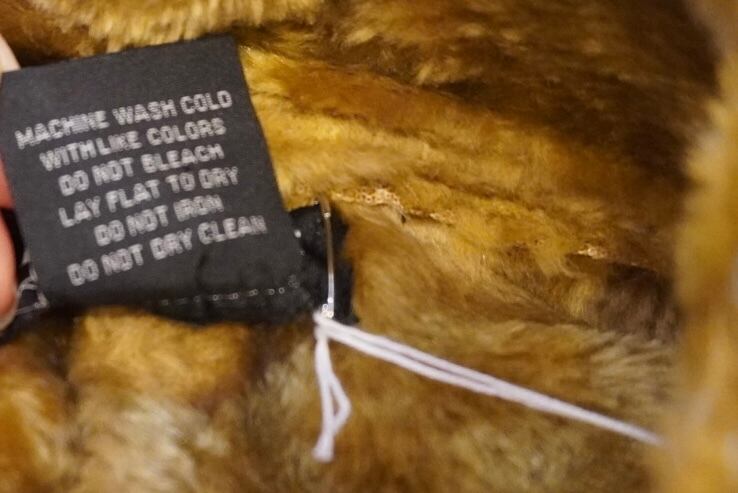 MACHINE WASH COLD
WITH LIKE COLORS
DO NOT BLEACH
LAY FLAT TO DRY
DO NOT IRON
DO NOT DRY CLEAN